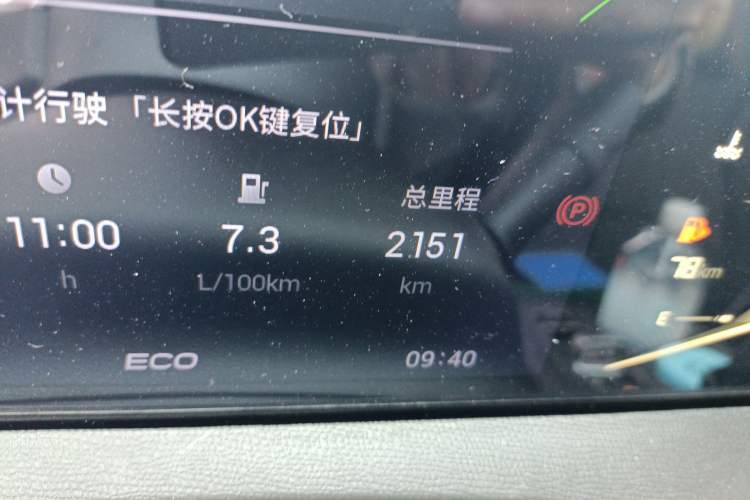 计行驶「长按OK键复位」
总里程
11:00 7.3 2151
h L/100km km
P
78km
E
ECO 09:40